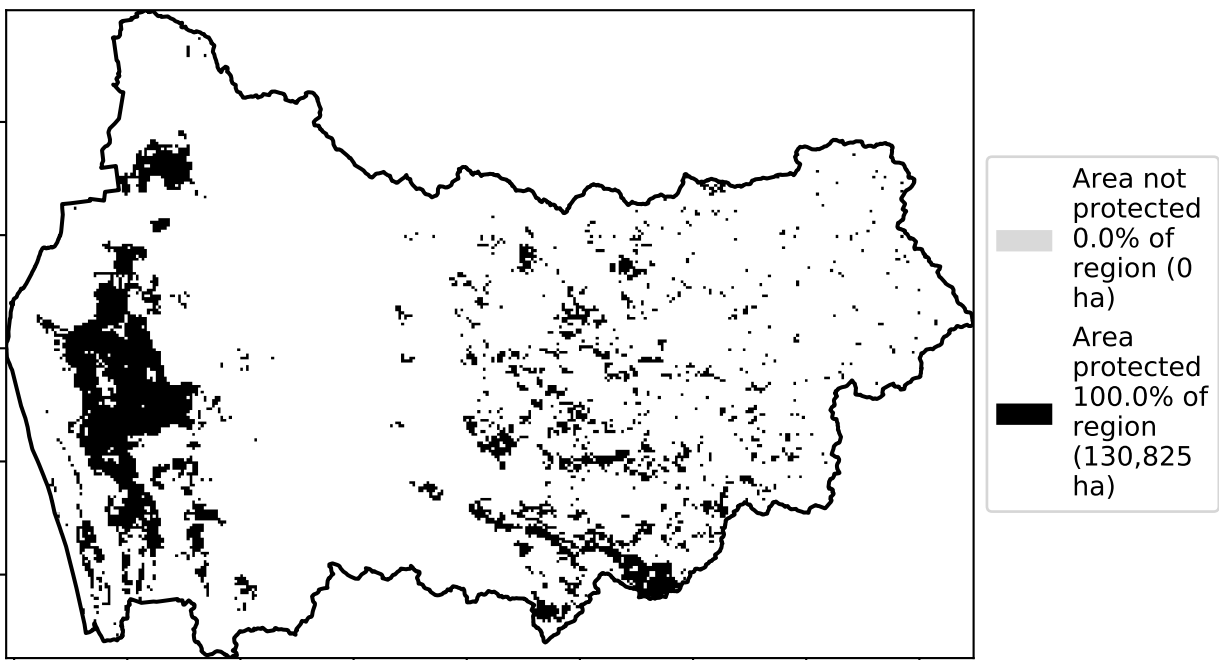 Area not
protected
0.0% of
region (0
ha)
Area
protected
100.0% of
region
(130,825
ha)